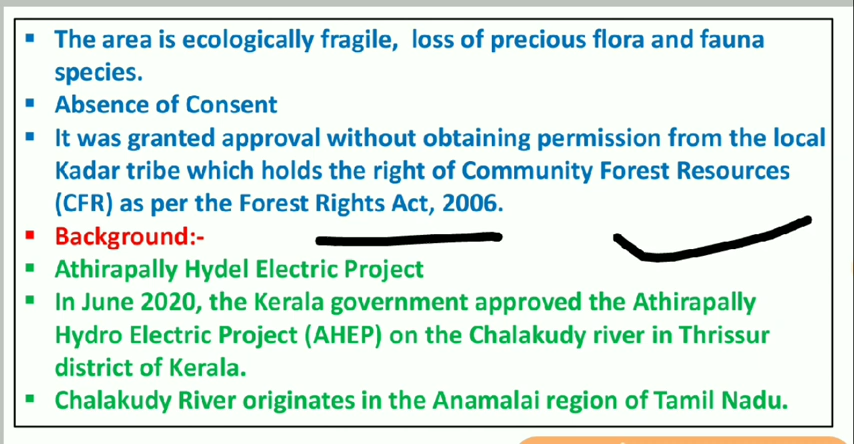 ▪ The area is ecologically fragile, loss of precious flora and fauna
species.
▪ Absence of Consent
▪ It was granted approval without obtaining permission from the local
Kadar tribe which holds the right of Community Forest Resources
(CFR) as per the Forest Rights Act, 2006.
▪ Background:-
▪ Athirapally Hydel Electric Project
▪ In June 2020, the Kerala government approved the Athirapally
Hydro Electric Project (AHEP) on the Chalakudy river in Thrissur
district of Kerala.
▪ Chalakudy River originates in the Anamalai region of Tamil Nadu.